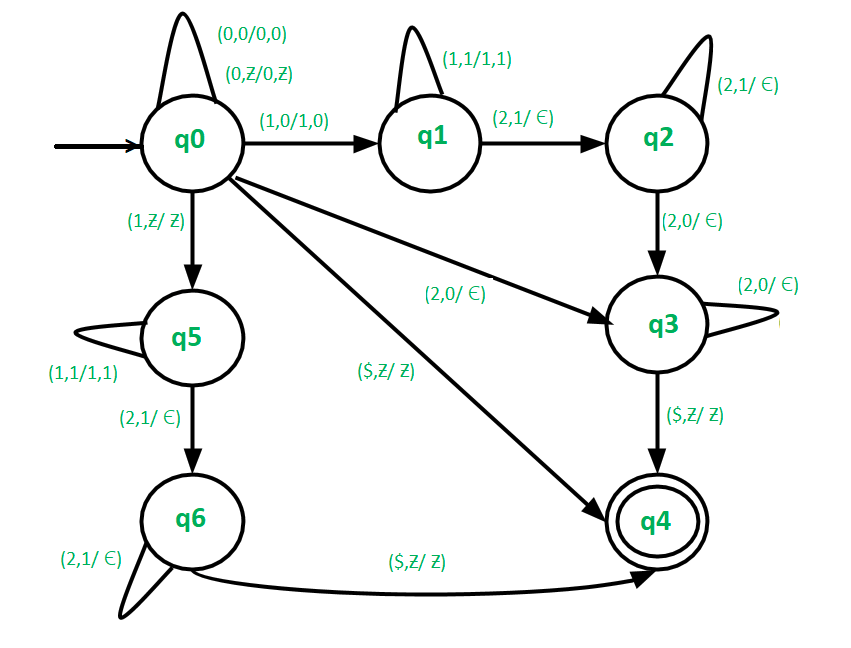 (0,0/0,0)
(0,Ƶ/0,Ƶ)
(1,1/1,1)
(2,1/ ∈)
(1,0/1,0)
(2,1/ ∈)
q0
q1
q2
(1,Ƶ/ Ƶ)
(2,0/ ∈)
(2,0/ ∈)
(2,0/ ∈)
q5
q3
(1,1/1,1)
($,Ƶ/ Ƶ)
(2,1/ ∈)
($,Ƶ/ Ƶ)
q6
q4
(2,1/ ∈)
($,Ƶ/ Ƶ)